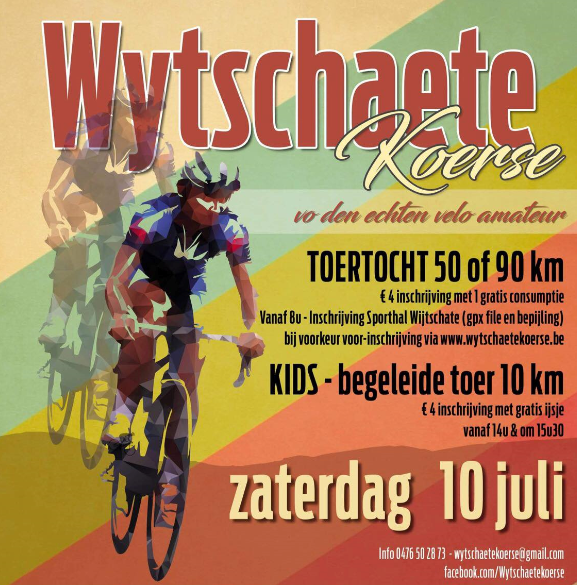 Wytschaete
Koerse
vo den echten velo amateur
TOERTOCHT 50 of 90 km
€ 4 inschrijving met 1 gratis consumptie
Vanaf 8u - Inschrijving Sporthal Wijtschate (gpx file en bepijling)
bij voorkeur voor-inschrijving via www.wytschaetekoerse.be
KIDS - begeleide toer 10 km
€ 4 inschrijving met gratis ijsje
vanaf 14u & om 15u30
zaterdag 10 juli
Info 0476 50 28 73 - wytschaetekoerse@gmail.com
facebook.com/Wytschaetekoerse